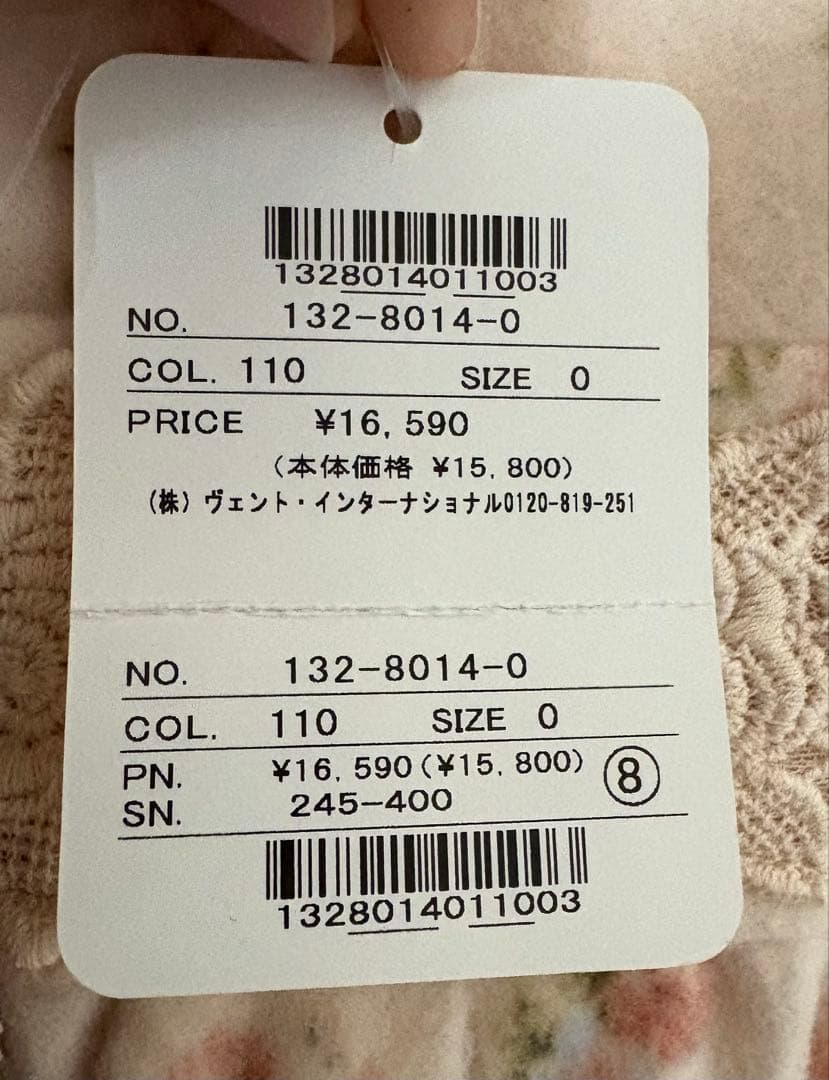 1328014011003
NO. 132-8014-0
COL. 110 SIZE 0
PRICE ¥16,590
(本体価格 ¥15,800)
(株)ヴェント・インターナショナル0120-819-251
NO. 132-8014-0
COL. 110 SIZE 0
PN. ¥16,590(¥15,800) ⑧
SN. 245-400
1328014011003